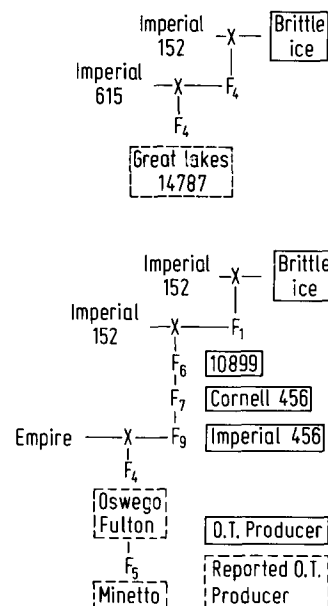 Imperial
152
X
Brittle
ice
Imperial
615
X
F4
F4
Great lakes
14787
Imperial
152
X
Brittle
ice
Imperial
152
X
F1
F6
10899
F7
Cornell 456
Empire
X
F9
Imperial 456
F4
Oswego
Fulton
O.T. Producer
F5
Minetto
Reported O.T.
Producer